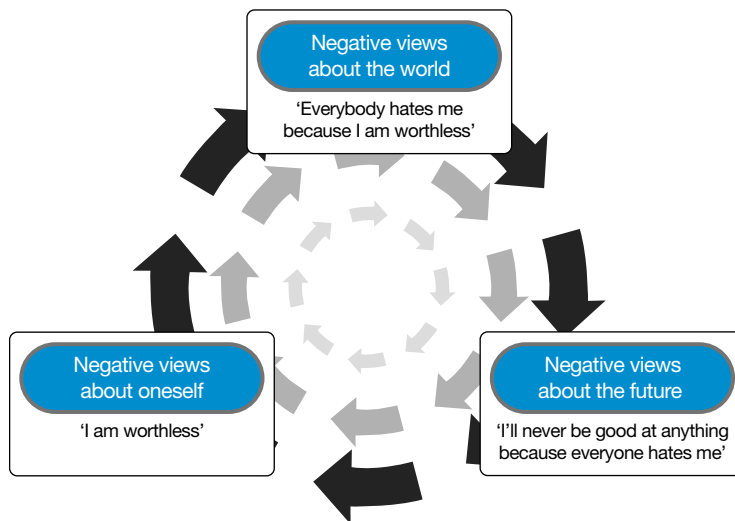 Negative views
about the world
‘Everybody hates me
because I am worthless’
Negative views
about oneself
‘I am worthless’
Negative views
about the future
‘I’ll never be good at anything
because everyone hates me’